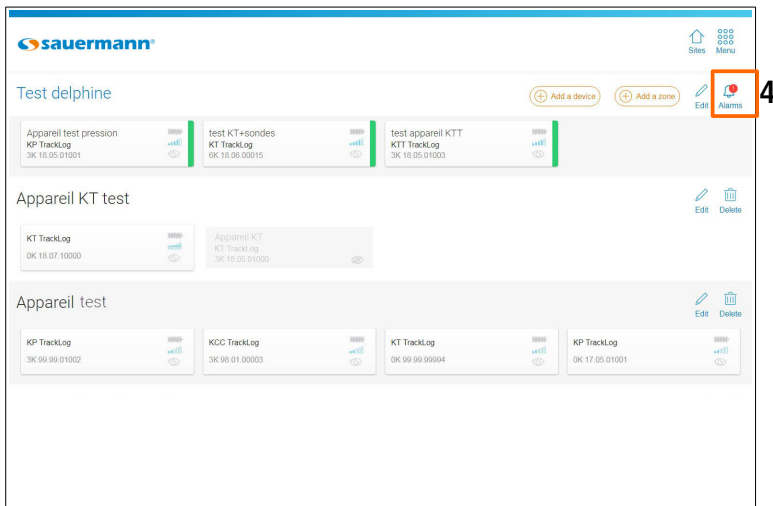 sauermann®
Sites Menu
Test delphine
Add a device
Add a zone
Edit Alarms
4
Appareil test pression
KP TrackLog
3K 18.05.01001
test KT+sondes
KT TrackLog
6K 18.06.00015
test appareil KTT
KTT TrackLog
3K 18.05.01003
Appareil KT test
Edit Delete
KT TrackLog
0K 18.07.10000
Appareil KT
KT TrackLog
3K 18.05.01000
Appareil test
Edit Delete
KP TrackLog
3K 99.99.01002
KCC TrackLog
3K 98.01.00003
KT TrackLog
0K 99.99.99994
KP TrackLog
0K 17.05.01001